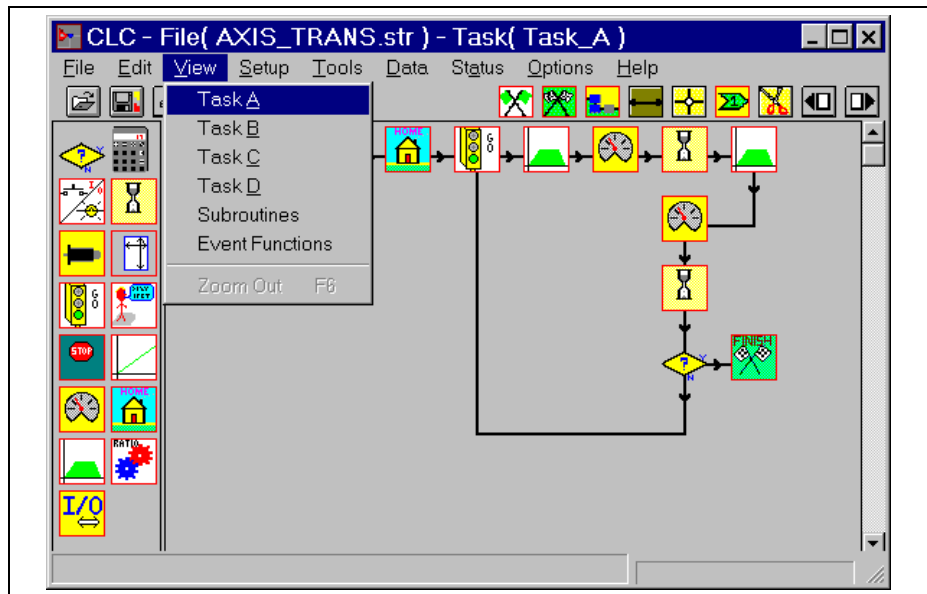 CLC - File( AXIS_TRANS.str ) - Task( Task_A )
File Edit View Setup Tools Data Status Options Help
Task A
Task B
Task C
Task D
Subroutines
Event Functions
Zoom Out F6
HOME
GO
? Y N
I/O
GO
STOP
HOME
RATIO
I/O
FINISH
? Y N